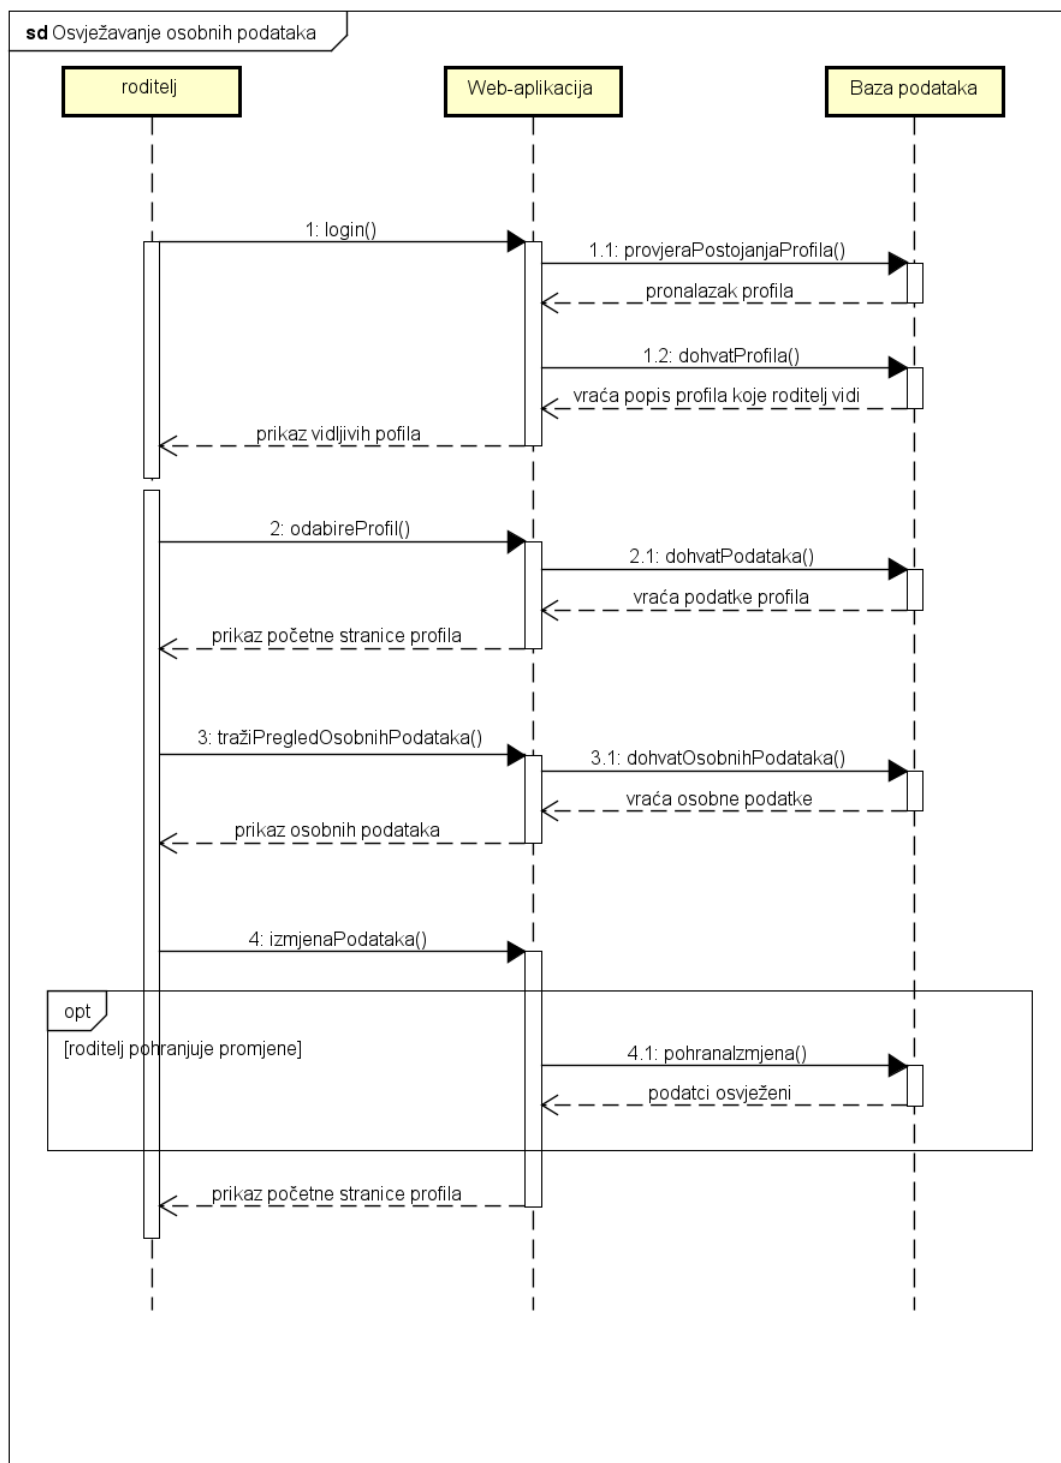 sd Osvježavanje osobnih podataka
roditelj
Web-aplikacija
Baza podataka
1: login()
1.1: provjeraPostojanjaProfila()
pronalazak profila
1.2: dohvatProfila()
vraća popis profila koje roditelj vidi
prikaz vidljivih pofila
2: odabireProfil()
2.1: dohvatPodataka()
vraća podatke profila
prikaz početne stranice profila
3: tražiPregledOsobnihPodataka()
3.1: dohvatOsobnihPodataka()
vraća osobne podatke
prikaz osobnih podataka
4: izmjenaPodataka()
opt
[roditelj pohranjuje promjene]
4.1: pohranaIzmjena()
podatci osvježeni
prikaz početne stranice profila